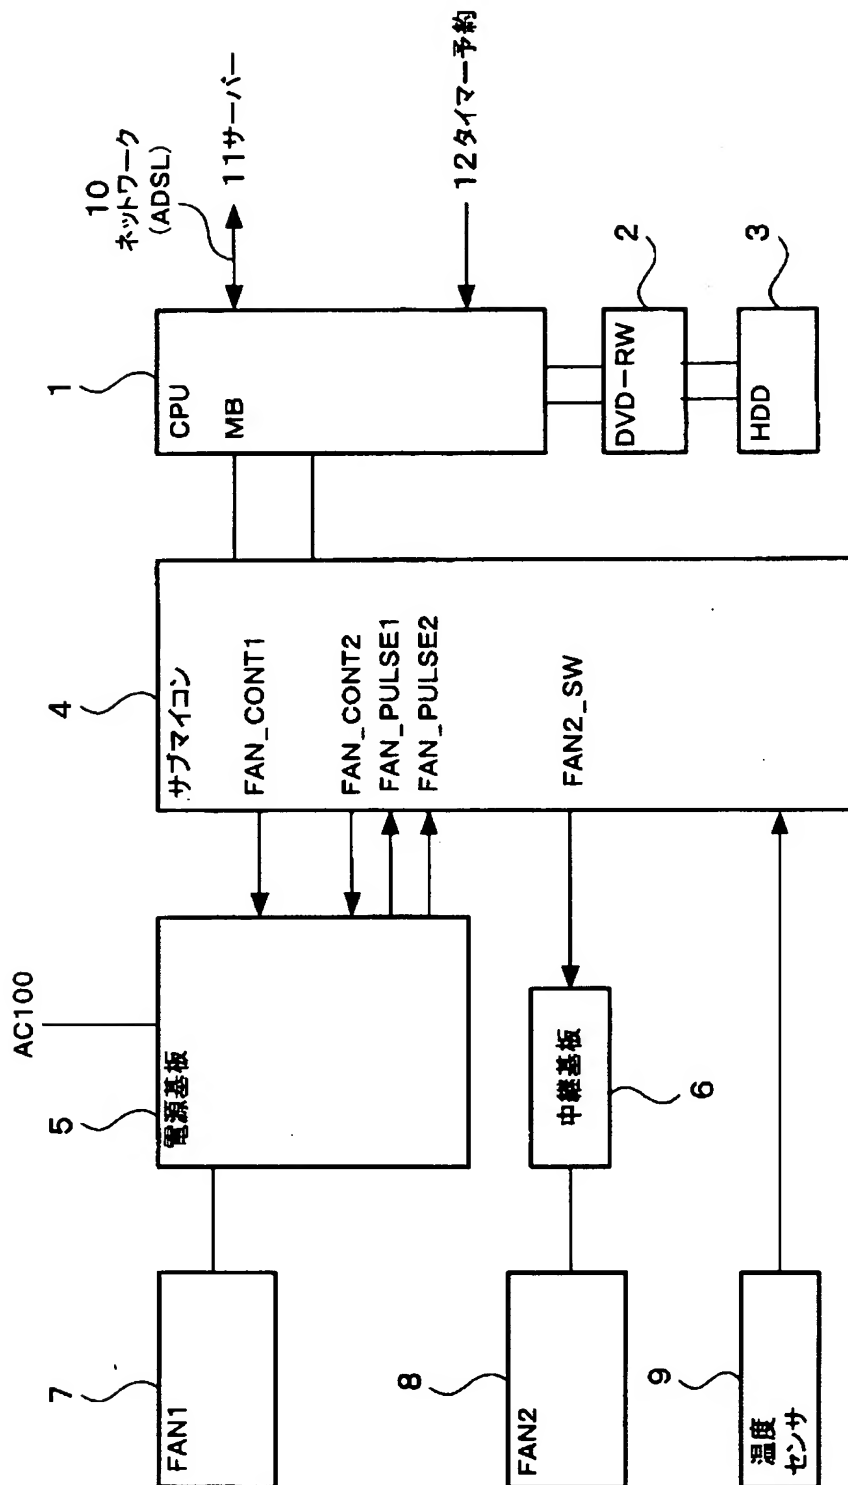 10
ネットワーク
(ADSL)
11サーバー
12タイマー予約
1
CPU
MB
2
DVD-RW
3
HDD
4
サブマイコン
FAN_CONT1
FAN_CONT2
FAN_PULSE1
FAN_PULSE2
FAN2_SW
AC100
5
電源基板
中継基板
6
7
FAN1
8
FAN2
9
温度
センサ